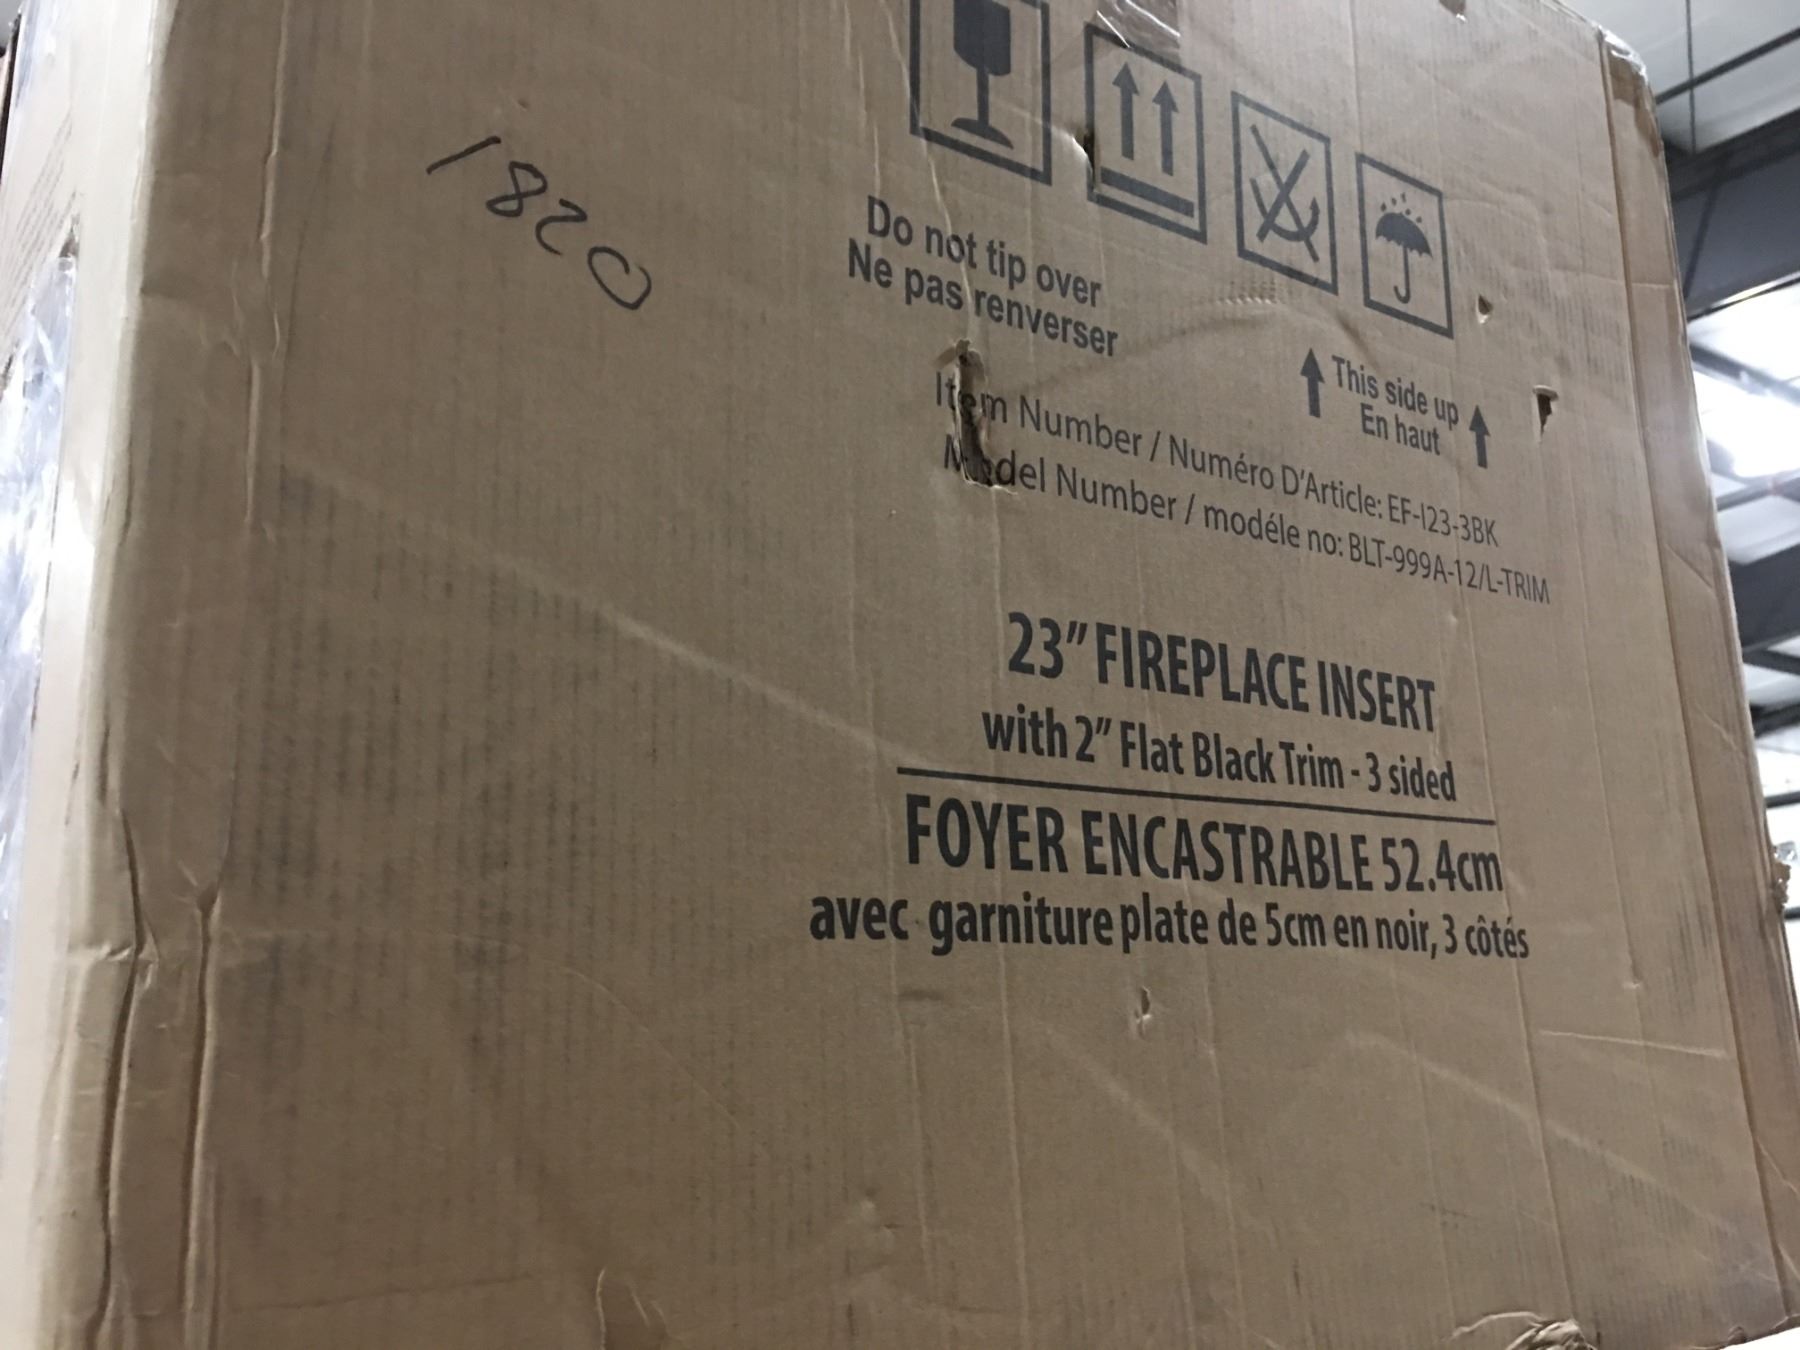 1820
Do not tip over
Ne pas renverser
This side up
En haut
Item Number / Numéro D'Article: EF-I23-3BK
Model Number / modéle no: BLT-999A-12/L-TRIM
23" FIREPLACE INSERT
with 2" Flat Black Trim - 3 sided
FOYER ENCASTRABLE 52.4cm
avec garniture plate de 5cm en noir, 3 côtés